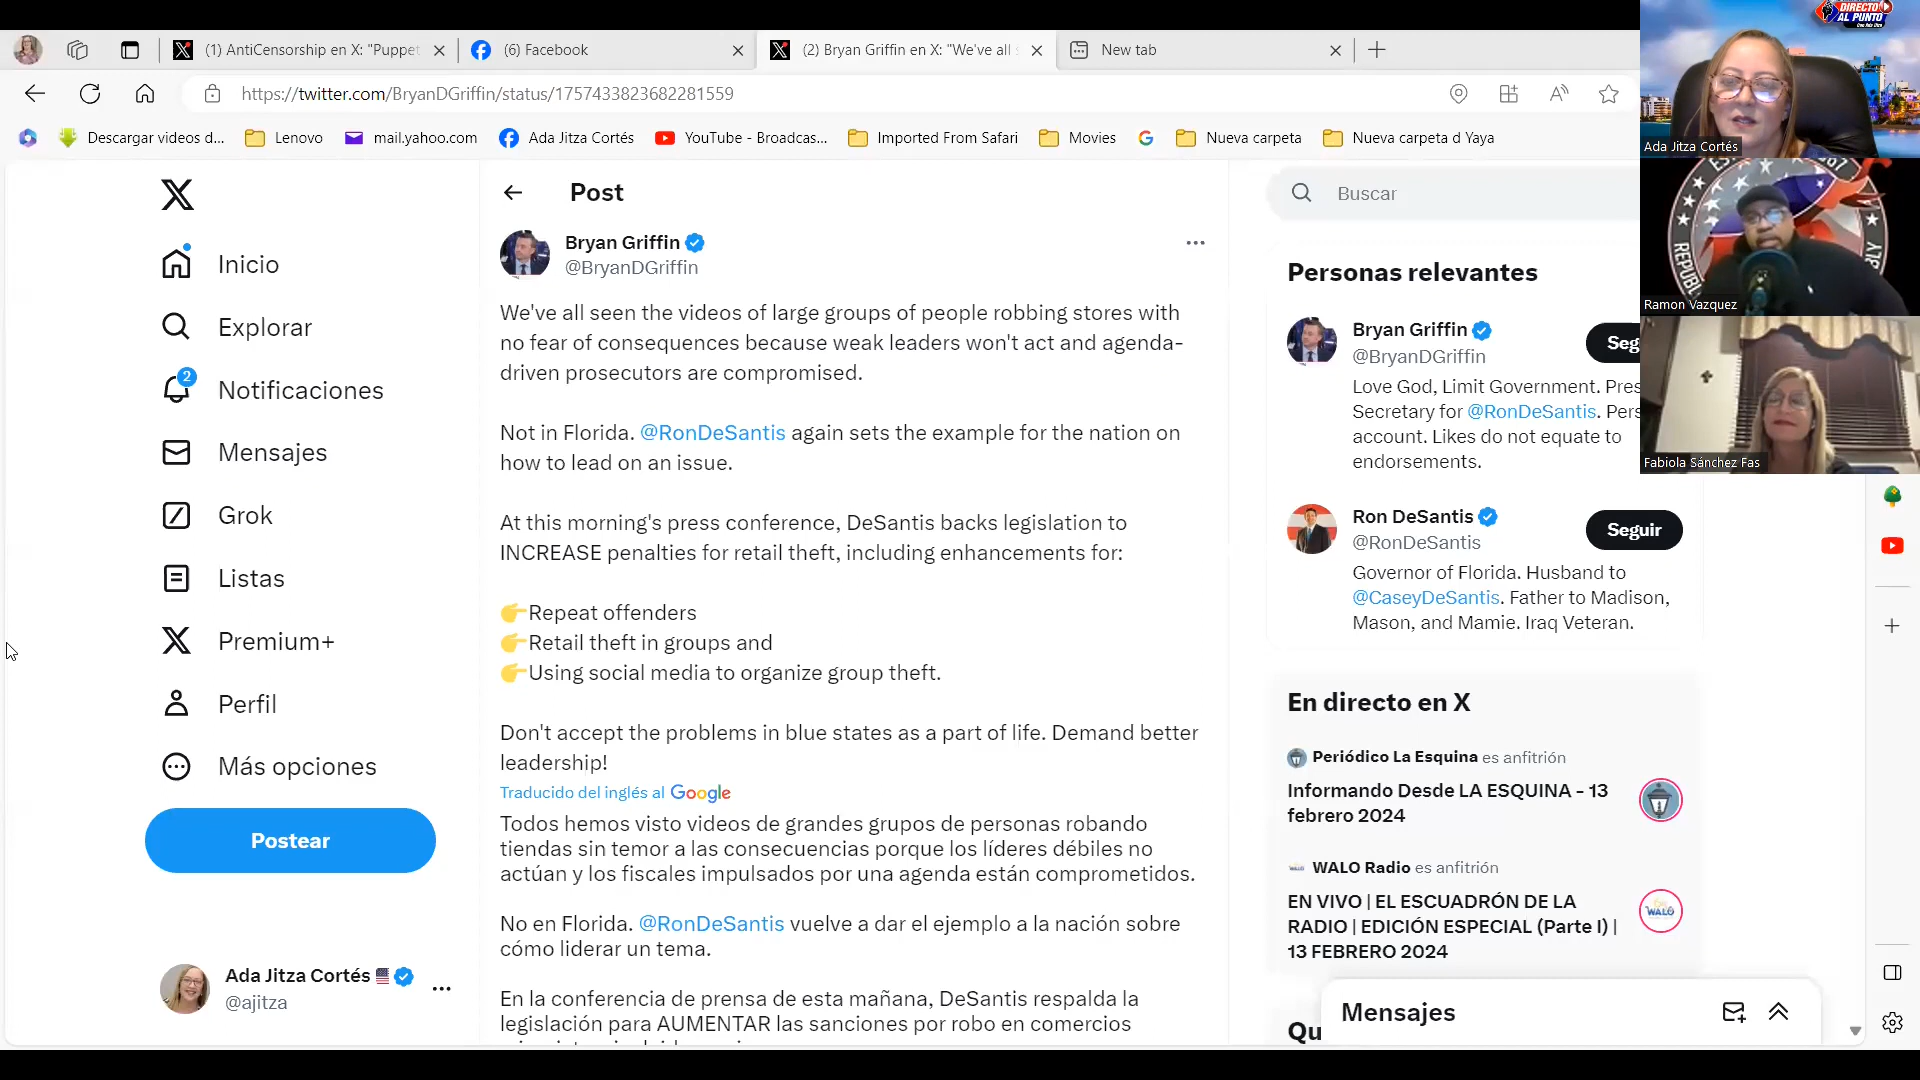 (1) AntiCensorship en X: "Puppet
(6) Facebook
(2) Bryan Griffin en X: "We've all s
New tab
https://twitter.com/BryanDGriffin/status/1757433823682281559
Descargar videos d...
Lenovo
mail.yahoo.com
Ada Jitza Cortés
YouTube - Broadcas...
Imported From Safari
Movies
Nueva carpeta
Nueva carpeta d Yaya
Inicio
Explorar
2
Notificaciones
Mensajes
Grok
Listas
Premium+
Perfil
Más opciones
Postear
Ada Jitza Cortés
@ajitza
Post
Bryan Griffin
@BryanDGriffin
We've all seen the videos of large groups of people robbing stores with
no fear of consequences because weak leaders won't act and agenda-
driven prosecutors are compromised.
Not in Florida. @RonDeSantis again sets the example for the nation on
how to lead on an issue.
At this morning's press conference, DeSantis backs legislation to
INCREASE penalties for retail theft, including enhancements for:
👉Repeat offenders
👉Retail theft in groups and
👉Using social media to organize group theft.
Don't accept the problems in blue states as a part of life. Demand better
leadership!
Traducido del inglés al Google
Todos hemos visto videos de grandes grupos de personas robando
tiendas sin temor a las consecuencias porque los líderes débiles no
actúan y los fiscales impulsados por una agenda están comprometidos.
No en Florida. @RonDeSantis vuelve a dar el ejemplo a la nación sobre
cómo liderar un tema.
En la conferencia de prensa de esta mañana, DeSantis respalda la
legislación para AUMENTAR las sanciones por robo en comercios
Buscar
Personas relevantes
Bryan Griffin
@BryanDGriffin
Seg
Love God, Limit Government. Pres
Secretary for @RonDeSantis. Pers
account. Likes do not equate to
endorsements.
Ron DeSantis
@RonDeSantis
Seguir
Governor of Florida. Husband to
@CaseyDeSantis. Father to Madison,
Mason, and Mamie. Iraq Veteran.
En directo en X
Periódico La Esquina es anfitrión
Informando Desde LA ESQUINA - 13
febrero 2024
WALO Radio es anfitrión
EN VIVO | EL ESCUADRÓN DE LA
RADIO | EDICIÓN ESPECIAL (Parte I) |
13 FEBRERO 2024
WALO
Mensajes
Qu
DIRECTO
AL PUNTO
Ada Jitza Cortés
Ramon Vazquez
Fabiola Sánchez Fas